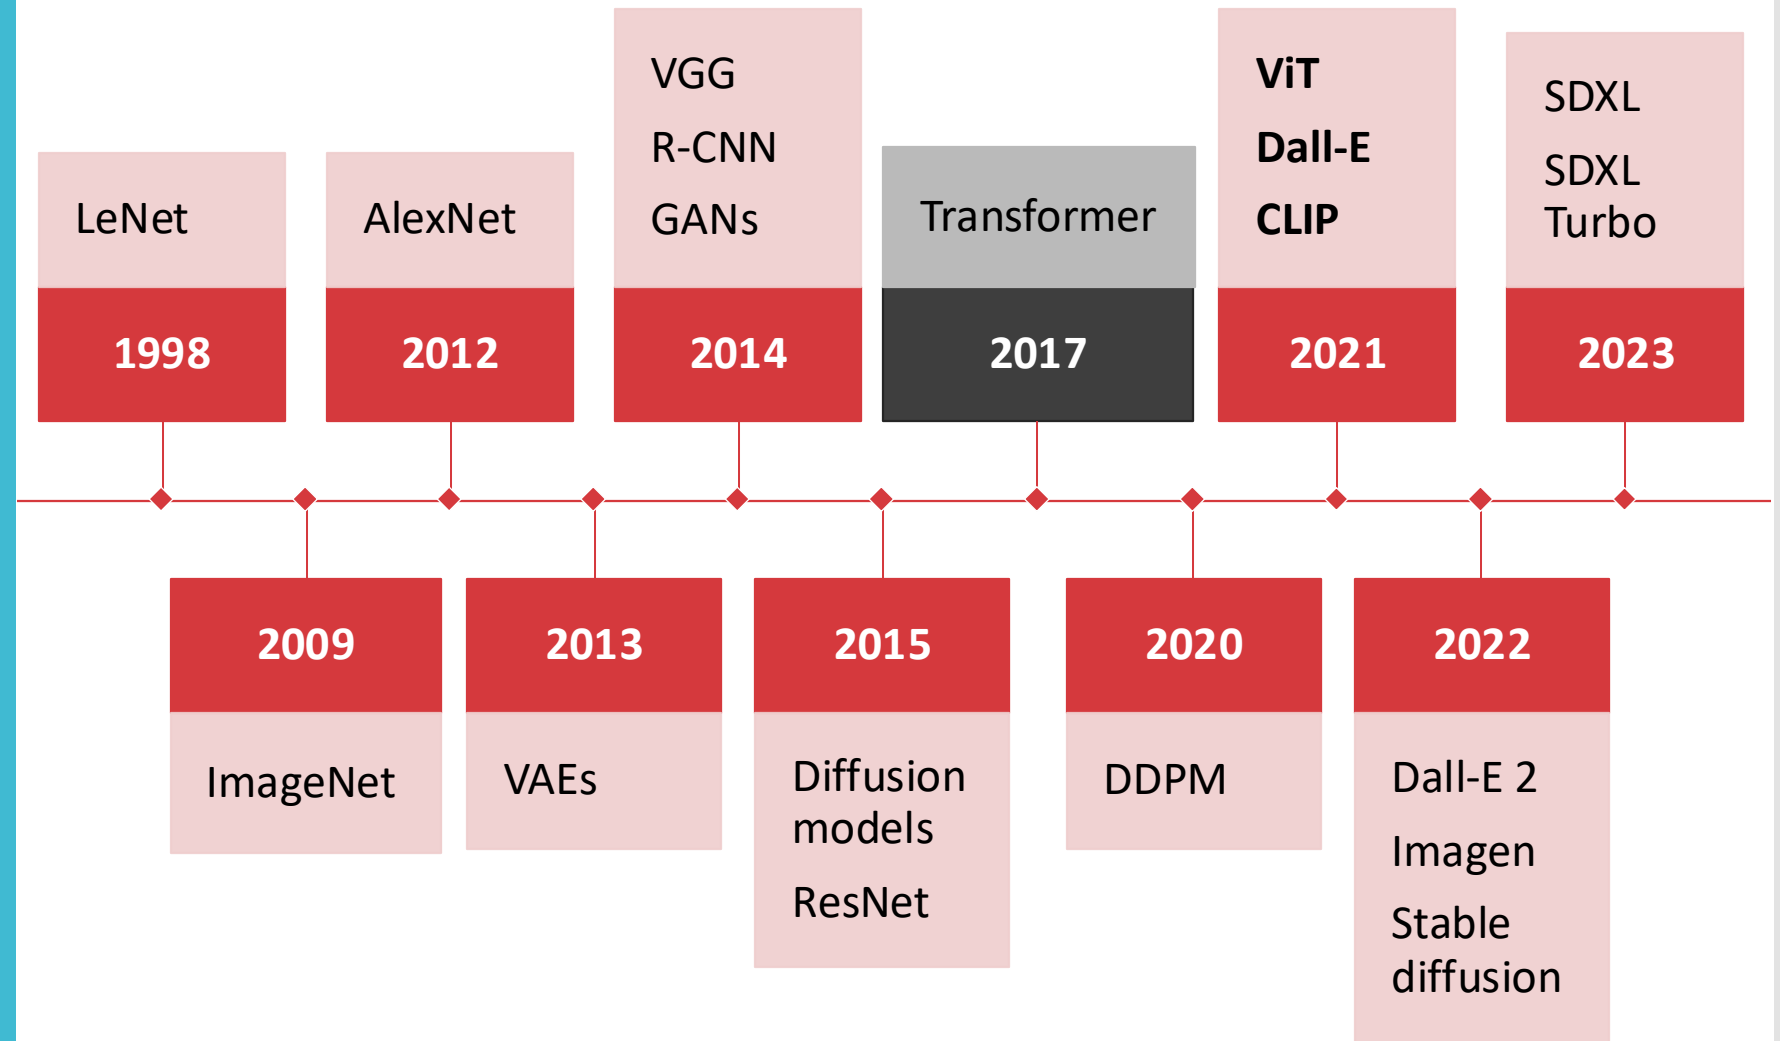 LeNet
1998
ImageNet
2009
AlexNet
2012
VAEs
2013
VGG
R-CNN
GANs
2014
2015
Diffusion
models
ResNet
Transformer
2017
2020
DDPM
ViT
Dall-E
CLIP
2021
2022
Dall-E 2
Imagen
Stable
diffusion
SDXL
SDXL
Turbo
2023